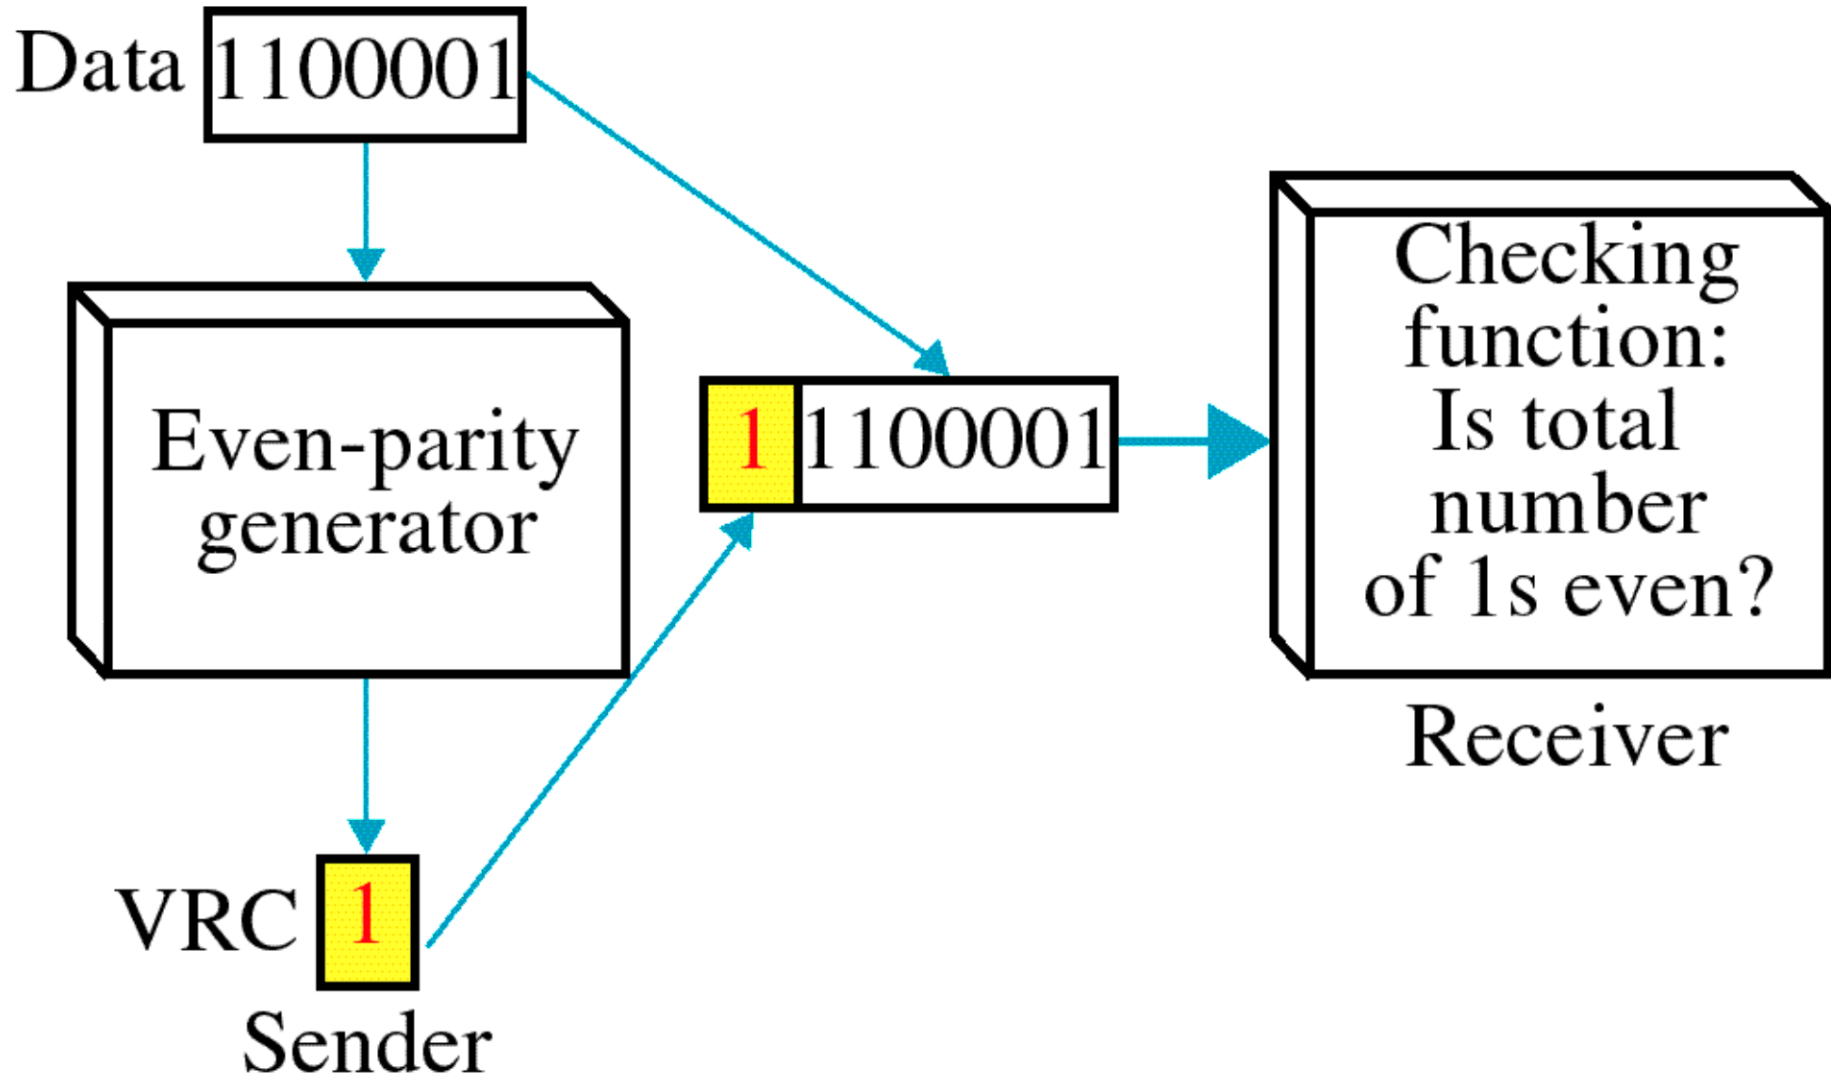 Data 1100001
Even-parity
generator
VRC 1
Sender
1 1100001
Checking
function:
Is total
number
of 1s even?
Receiver